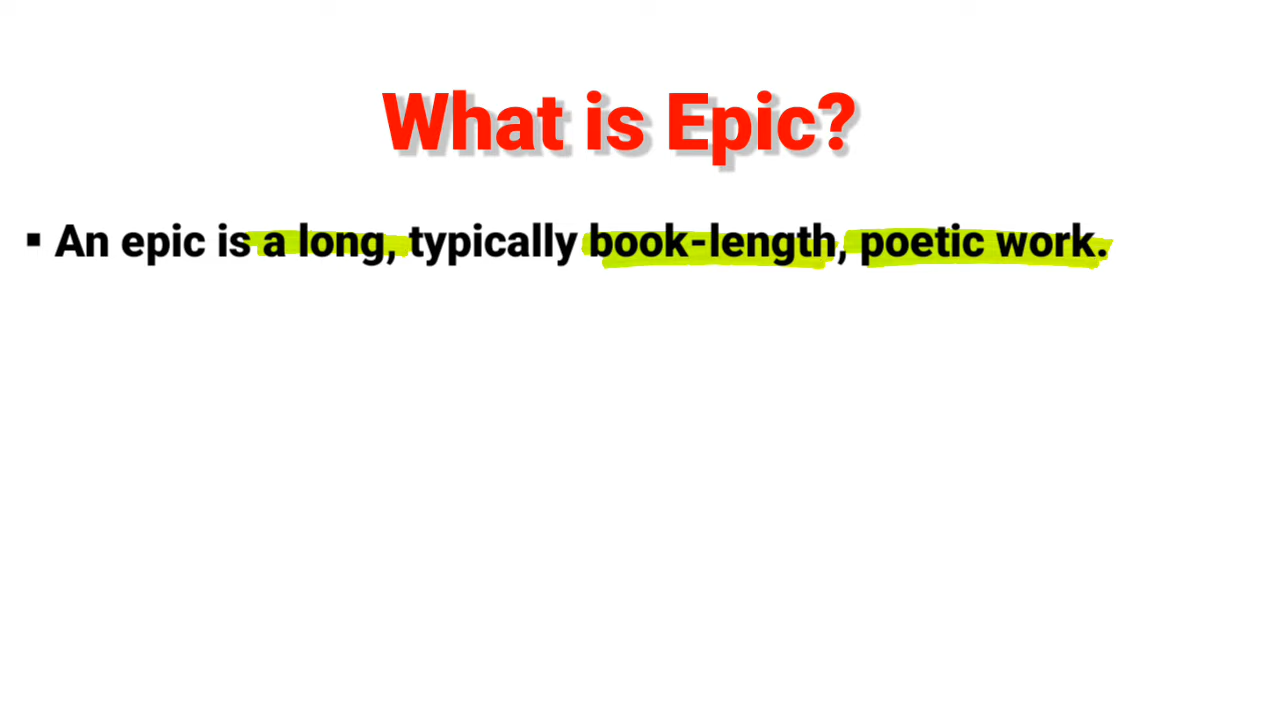 What is Epic?
▪ An epic is a long, typically book-length, poetic work.